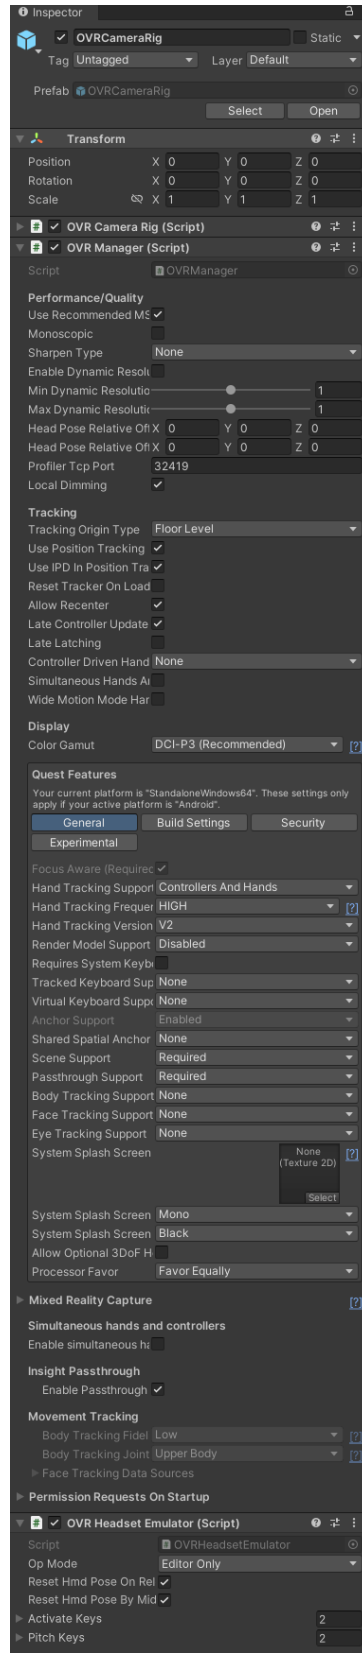 Inspector
OVRCameraRig Static
Tag Untagged Layer Default
Prefab OVRCameraRig
Select Open
Transform
Position X 0 Y 0 Z 0
Rotation X 0 Y 0 Z 0
Scale X 1 Y 1 Z 1
# OVR Camera Rig (Script)
# OVR Manager (Script)
Script OVRManager
Performance/Quality
Use Recommended MS
Monoscopic
Sharpen Type None
Enable Dynamic Resolu
Min Dynamic Resolutio 1
Max Dynamic Resolutio 1
Head Pose Relative Off X 0 Y 0 Z 0
Head Pose Relative Off X 0 Y 0 Z 0
Profiler Tcp Port 32419
Local Dimming
Tracking
Tracking Origin Type Floor Level
Use Position Tracking
Use IPD In Position Tra
Reset Tracker On Load
Allow Recenter
Late Controller Update
Late Latching
Controller Driven Hand None
Simultaneous Hands A
Wide Motion Mode Har
Display
Color Gamut DCI-P3 (Recommended) [?]
Quest Features
Your current platform is "StandaloneWindows64". These settings only
apply if your active platform is "Android".
General Build Settings Security
Experimental
Focus Aware (Required
Hand Tracking Support Controllers And Hands
Hand Tracking Frequer HIGH [?]
Hand Tracking Version V2
Render Model Support Disabled
Requires System Keybo
Tracked Keyboard Sup None
Virtual Keyboard Suppo None
Anchor Support Enabled
Shared Spatial Anchor None
Scene Support Required
Passthrough Support Required
Body Tracking Support None
Face Tracking Support None
Eye Tracking Support None
System Splash Screen None [?]
(Texture 2D)
Select
System Splash Screen Mono
System Splash Screen Black
Allow Optional 3DoF H
Processor Favor Favor Equally
Mixed Reality Capture [?]
Simultaneous hands and controllers
Enable simultaneous ha
Insight Passthrough
Enable Passthrough
Movement Tracking
Body Tracking Fidel Low [?]
Body Tracking Joint Upper Body [?]
Face Tracking Data Sources
Permission Requests On Startup
# OVR Headset Emulator (Script)
Script OVRHeadsetEmulator
Op Mode Editor Only
Reset Hmd Pose On Rel
Reset Hmd Pose By Mid
Activate Keys 2
Pitch Keys 2